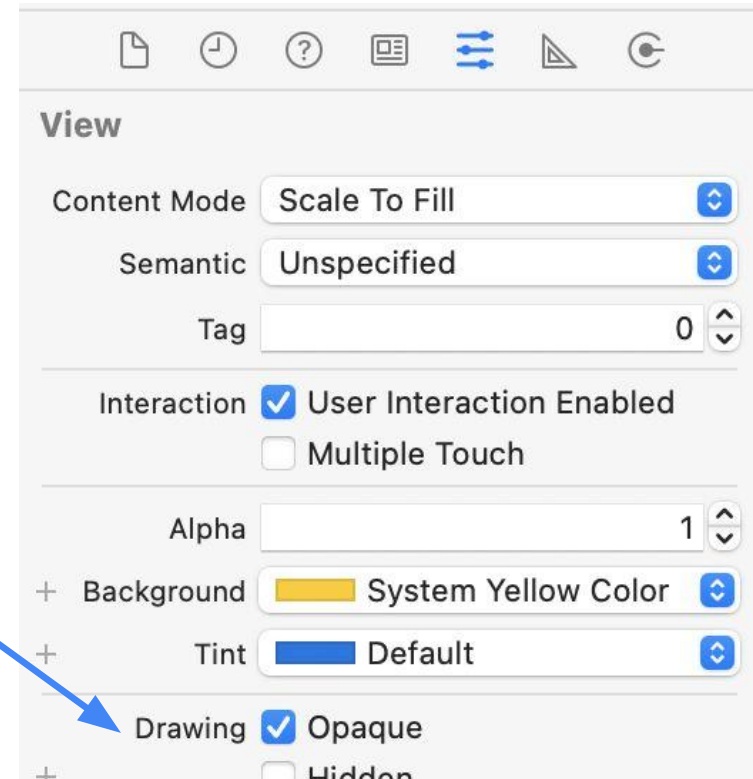 View
Content Mode Scale To Fill
Semantic Unspecified
Tag 0
Interaction User Interaction Enabled
Multiple Touch
Alpha 1
Background System Yellow Color
Tint Default
Drawing Opaque
Hidden